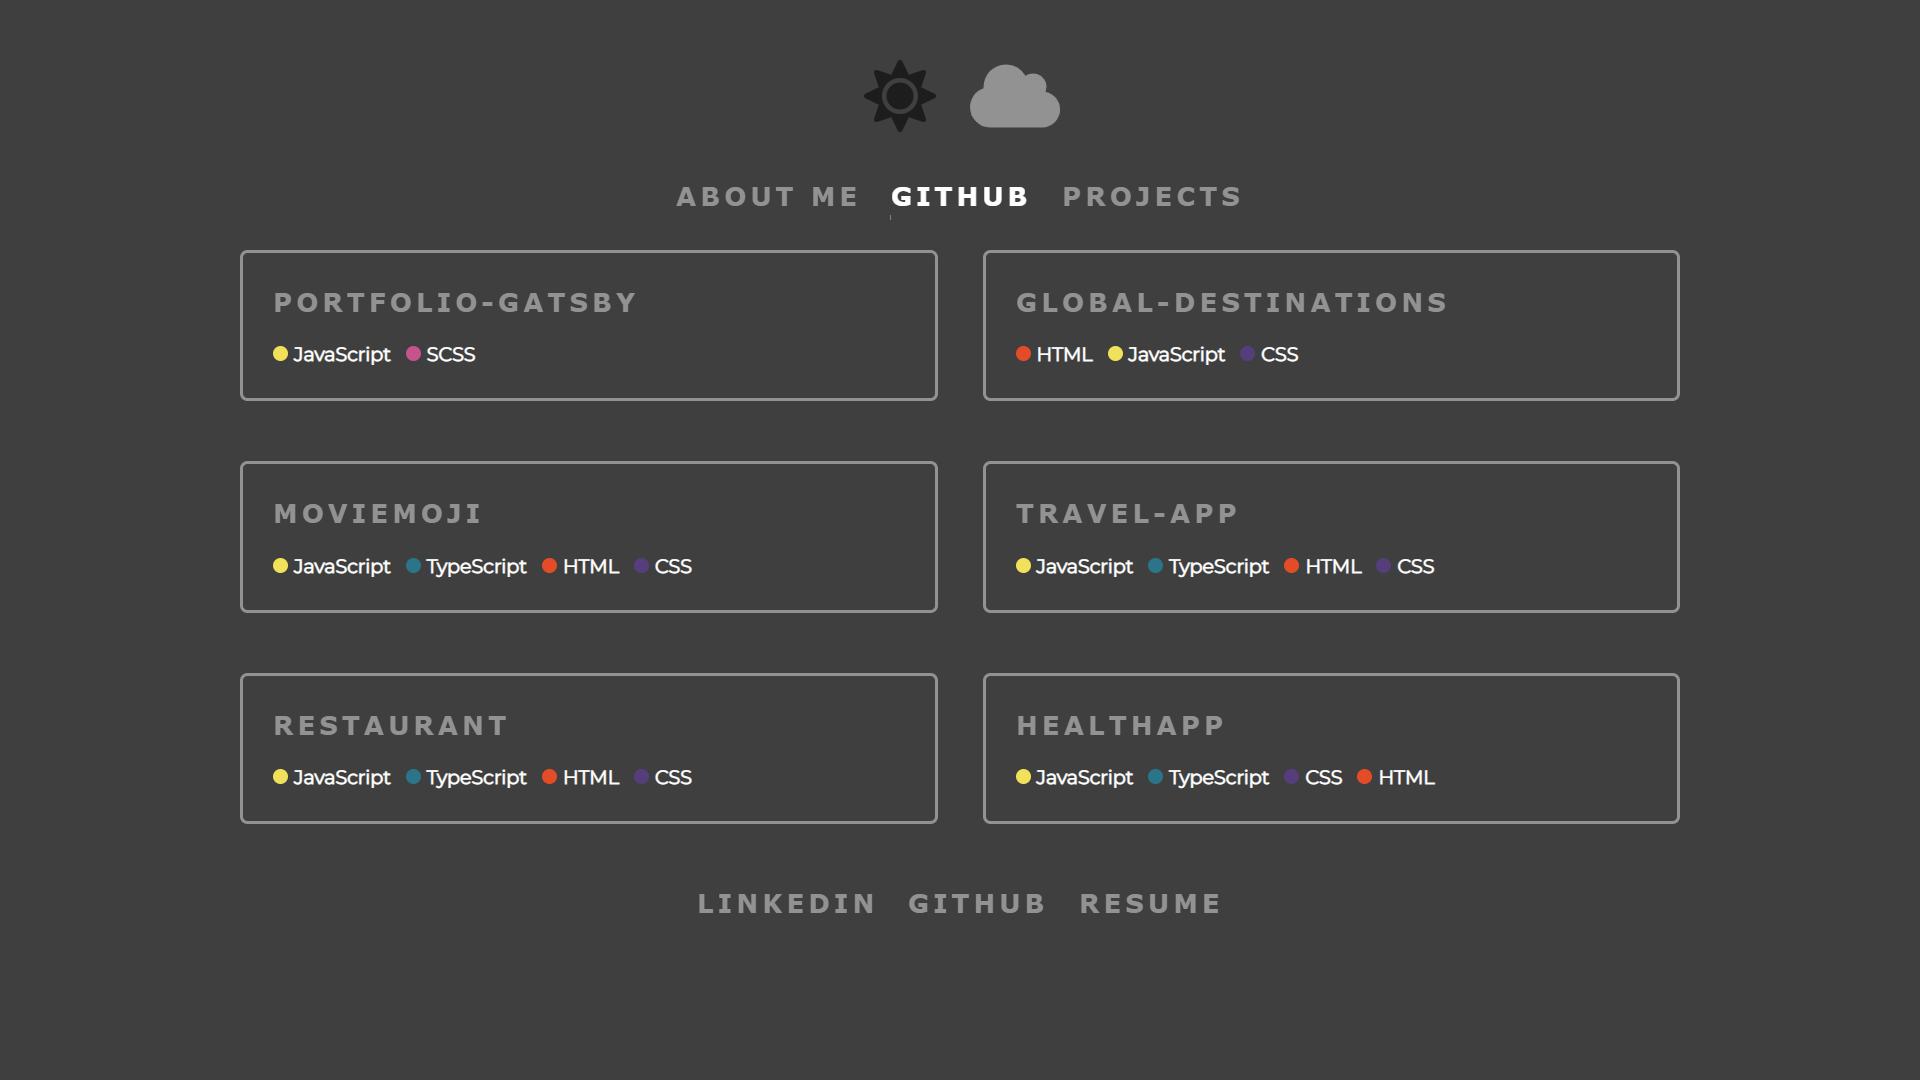 ABOUT ME GITHUB PROJECTS
PORTFOLIO-GATSBY
JavaScript SCSS
GLOBAL-DESTINATIONS
HTML JavaScript CSS
MOVIEMOJI
JavaScript TypeScript HTML CSS
TRAVEL-APP
JavaScript TypeScript HTML CSS
RESTAURANT
JavaScript TypeScript HTML CSS
HEALTHAPP
JavaScript TypeScript CSS HTML
LINKEDIN GITHUB RESUME